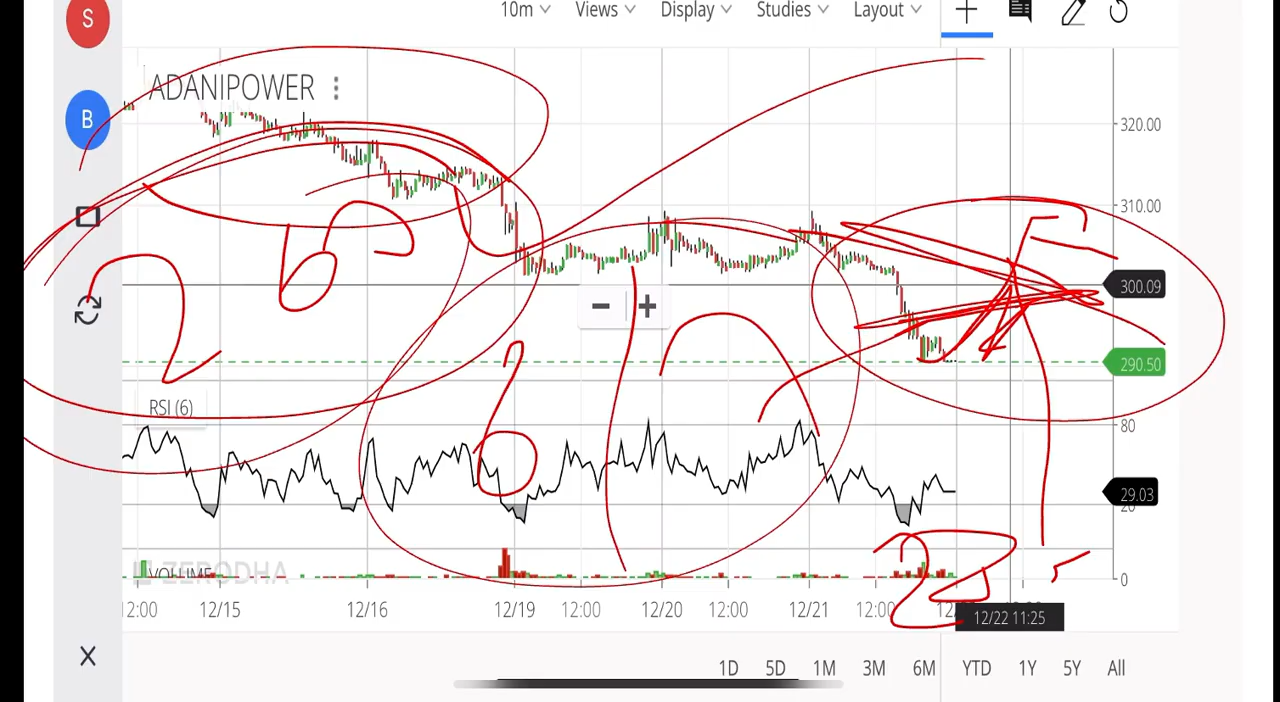 S
10m Views Display Studies Layout
ADANIPOWER
B
320.00
310.00
300.09
290.50
RSI (6)
80
29.03
20
VOLUME
ZERODHA
0
12:00 12/15 12/16 12/19 12:00 12/20 12:00 12/21 12:00
12/22 11:25
1D 5D 1M 3M 6M YTD 1Y 5Y All